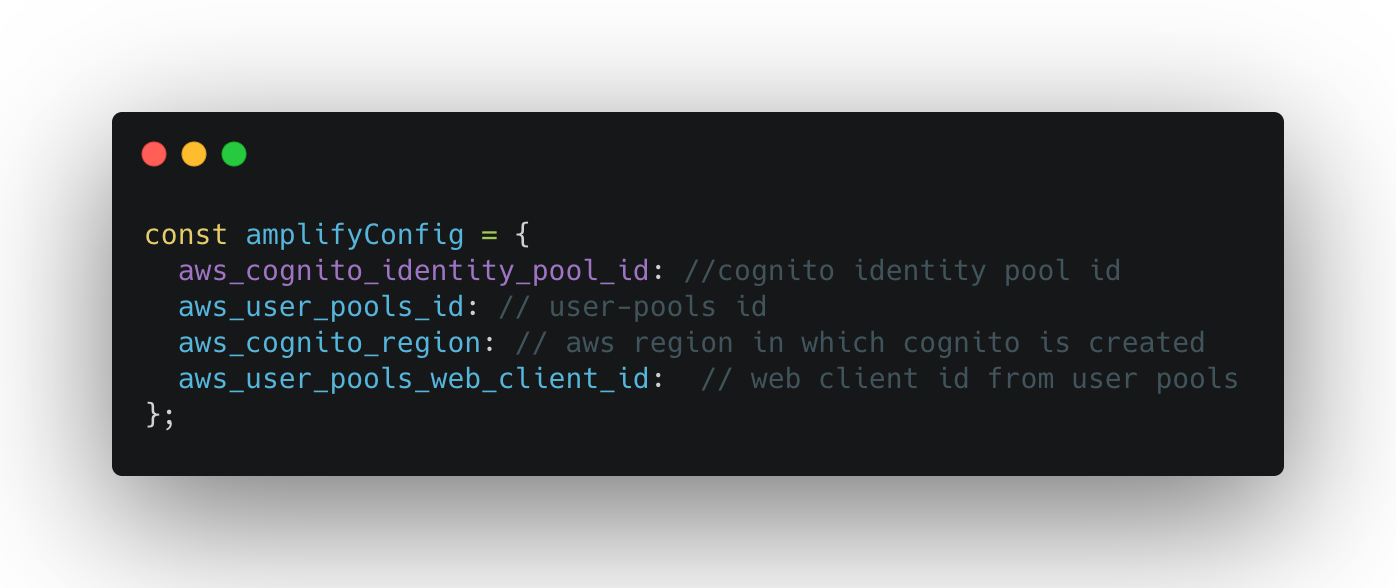 const amplifyConfig = {
  aws_cognito_identity_pool_id: //cognito identity pool id
  aws_user_pools_id: // user-pools id
  aws_cognito_region: // aws region in which cognito is created
  aws_user_pools_web_client_id:  // web client id from user pools
};